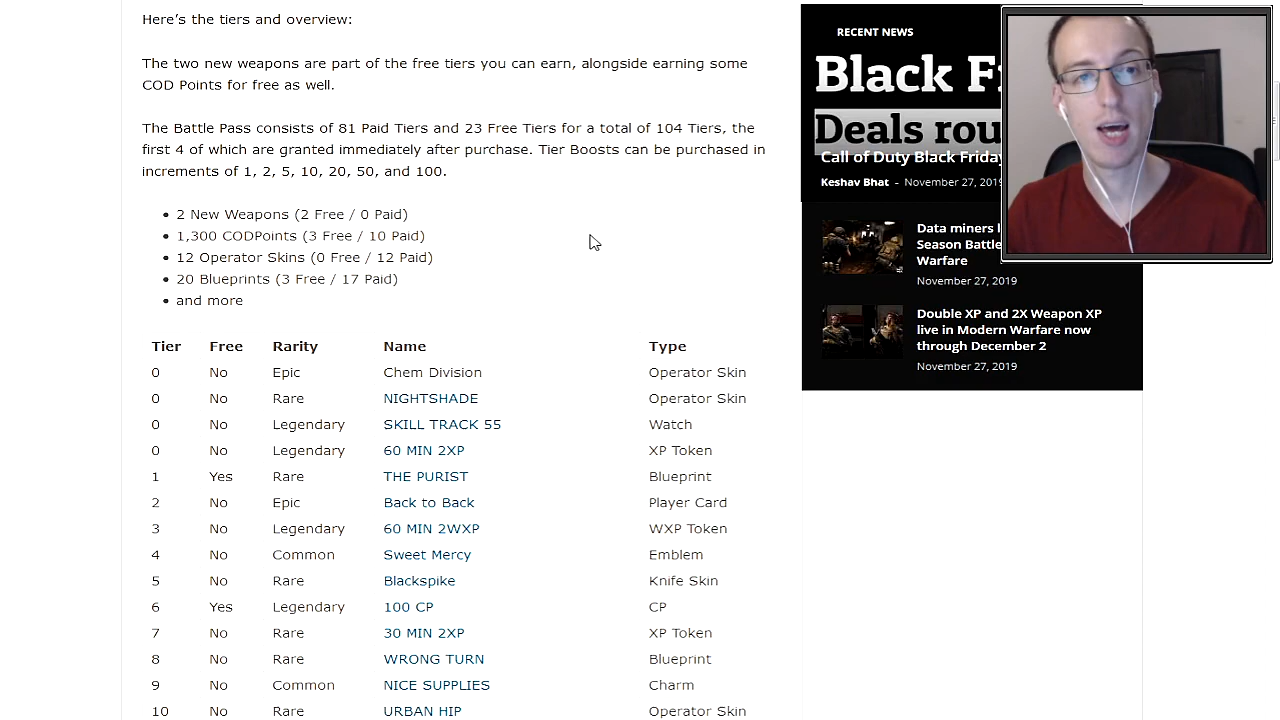 Here's the tiers and overview:
The two new weapons are part of the free tiers you can earn, alongside earning some
COD Points for free as well.
The Battle Pass consists of 81 Paid Tiers and 23 Free Tiers for a total of 104 Tiers, the
first 4 of which are granted immediately after purchase. Tier Boosts can be purchased in
increments of 1, 2, 5, 10, 20, 50, and 100.
• 2 New Weapons (2 Free / 0 Paid)
• 1,300 CODPoints (3 Free / 10 Paid)
• 12 Operator Skins (0 Free / 12 Paid)
• 20 Blueprints (3 Free / 17 Paid)
• and more
Tier Free Rarity Name Type
0 No Epic Chem Division Operator Skin
0 No Rare NIGHTSHADE Operator Skin
0 No Legendary SKILL TRACK 55 Watch
0 No Legendary 60 MIN 2XP XP Token
1 Yes Rare THE PURIST Blueprint
2 No Epic Back to Back Player Card
3 No Legendary 60 MIN 2WXP WXP Token
4 No Common Sweet Mercy Emblem
5 No Rare Blackspike Knife Skin
6 Yes Legendary 100 CP CP
7 No Rare 30 MIN 2XP XP Token
8 No Rare WRONG TURN Blueprint
9 No Common NICE SUPPLIES Charm
10 No Rare URBAN HIP Operator Skin
RECENT NEWS
Black F
Deals rou
Call of Duty Black Friday
Keshav Bhat - November 27, 2019
Data miners
Season Battle
Warfare
November 27, 2019
Double XP and 2X Weapon XP
live in Modern Warfare now
through December 2
November 27, 2019